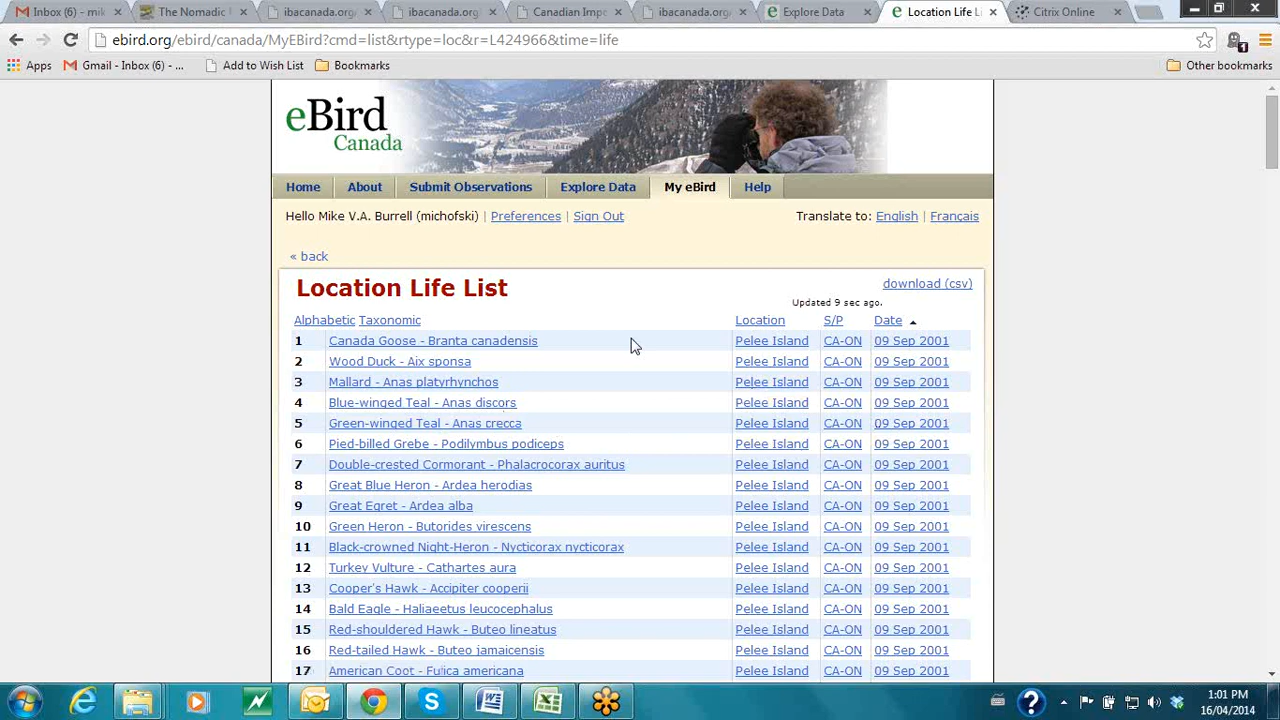 Inbox (6) - mik
The Nomadic
ibacanada.org
ibacanada.org/
Canadian Impe
ibacanada.org
Explore Data
Location Life Li
Citrix Online
ebird.org/ebird/canada/MyEBird?cmd=list&rtype=loc&r=L424966&time=life
1
Apps
Gmail - Inbox (6) - ...
Add to Wish List
Bookmarks
Other bookmarks
eBird
Canada
Home
About
Submit Observations
Explore Data
My eBird
Help
Hello Mike V.A. Burrell (michofski) | Preferences | Sign Out
Translate to: English | Français
« back
Location Life List
download (csv)
Updated 9 sec ago.
Alphabetic Taxonomic Location S/P Date
1 Canada Goose - Branta canadensis Pelee Island CA-ON 09 Sep 2001
2 Wood Duck - Aix sponsa Pelee Island CA-ON 09 Sep 2001
3 Mallard - Anas platyrhynchos Pelee Island CA-ON 09 Sep 2001
4 Blue-winged Teal - Anas discors Pelee Island CA-ON 09 Sep 2001
5 Green-winged Teal - Anas crecca Pelee Island CA-ON 09 Sep 2001
6 Pied-billed Grebe - Podilymbus podiceps Pelee Island CA-ON 09 Sep 2001
7 Double-crested Cormorant - Phalacrocorax auritus Pelee Island CA-ON 09 Sep 2001
8 Great Blue Heron - Ardea herodias Pelee Island CA-ON 09 Sep 2001
9 Great Egret - Ardea alba Pelee Island CA-ON 09 Sep 2001
10 Green Heron - Butorides virescens Pelee Island CA-ON 09 Sep 2001
11 Black-crowned Night-Heron - Nycticorax nycticorax Pelee Island CA-ON 09 Sep 2001
12 Turkey Vulture - Cathartes aura Pelee Island CA-ON 09 Sep 2001
13 Cooper's Hawk - Accipiter cooperii Pelee Island CA-ON 09 Sep 2001
14 Bald Eagle - Haliaeetus leucocephalus Pelee Island CA-ON 09 Sep 2001
15 Red-shouldered Hawk - Buteo lineatus Pelee Island CA-ON 09 Sep 2001
16 Red-tailed Hawk - Buteo jamaicensis Pelee Island CA-ON 09 Sep 2001
17 American Coot - Fulica americana Pelee Island CA-ON 09 Sep 2001
1:01 PM
16/04/2014